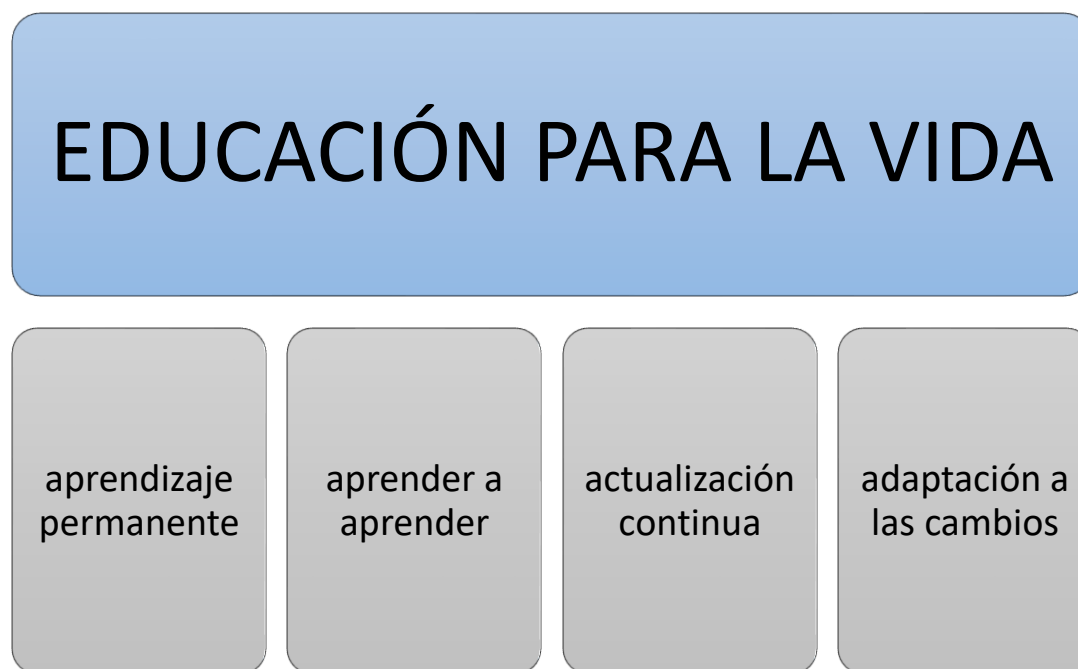 EDUCACIÓN PARA LA VIDA
aprendizaje
permanente
aprender a
aprender
actualización
continua
adaptación a
las cambios